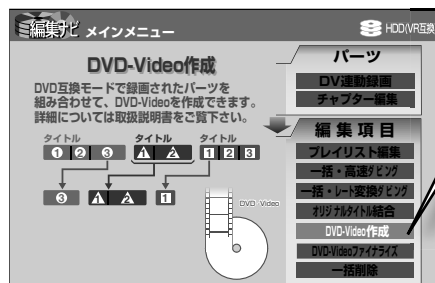 編集ナビ メインメニュー
HDD(VR互換
DVD-Video作成
DVD互換モードで録画されたパーツを
組み合わせて、DVD-Videoを作成できます。
詳細については取扱説明書をご覧下さい。
タイトル タイトル タイトル
1 2 3 1 2 1 2 3
3 1 2 1
DVD-Video
パーツ
DV連動録画
チャプター編集
編集項目
プレイリスト編集
一括・高速ダビング
一括・レート変換ダビング
オリジナルタイトル結合
DVD-Video作成
DVD-Videoファイナライズ
一括削除